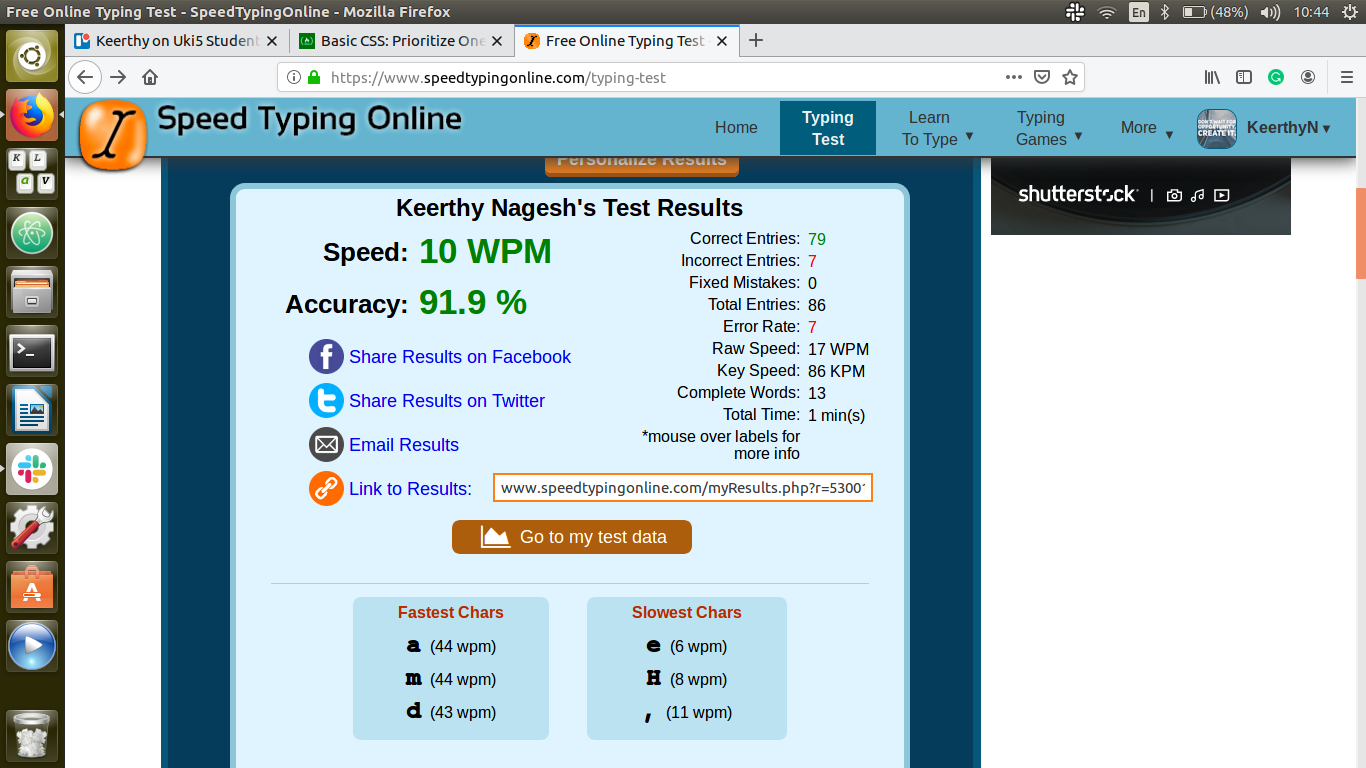 Free Online Typing Test - SpeedTypingOnline - Mozilla Firefox
En (48%) 10:44
Keerthy on Uki5 Student
Basic CSS: Prioritize One
Free Online Typing Test -
https://www.speedtypingonline.com/typing-test
Speed Typing Online
Home
Typing Test
Learn To Type ▼
Typing Games ▼
More ▼
DON'T WAIT FOR
OPPORTUNITY.
CREATE IT.
KeerthyN ▾
Personalize Results
shutterstock |
Keerthy Nagesh's Test Results
Speed: 10 WPM
Accuracy: 91.9 %
Share Results on Facebook
Share Results on Twitter
Email Results
Link to Results: www.speedtypingonline.com/myResults.php?r=5300
Correct Entries: 79
Incorrect Entries: 7
Fixed Mistakes: 0
Total Entries: 86
Error Rate: 7
Raw Speed: 17 WPM
Key Speed: 86 KPM
Complete Words: 13
Total Time: 1 min(s)
*mouse over labels for
more info
Go to my test data
Fastest Chars
a (44 wpm)
m (44 wpm)
d (43 wpm)
Slowest Chars
e (6 wpm)
H (8 wpm)
, (11 wpm)
K L
a v